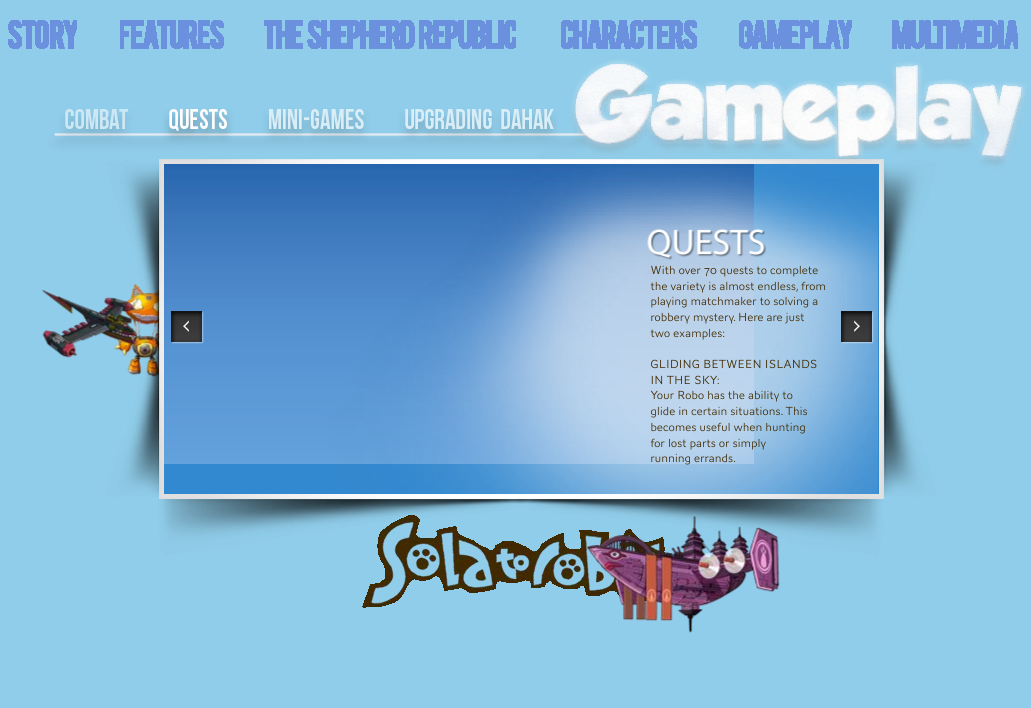 STORY FEATURES THE SHEPHERD REPUBLIC CHARACTERS GAMEPLAY MULTIMEDIA
Gameplay
COMBAT QUESTS MINI-GAMES UPGRADING DAHAK
QUESTS
With over 70 quests to complete
the variety is almost endless, from
playing matchmaker to solving a
robbery mystery. Here are just
two examples:
GLIDING BETWEEN ISLANDS
IN THE SKY:
Your Robo has the ability to
glide in certain situations. This
becomes useful when hunting
for lost parts or simply
running errands.
Solatorob